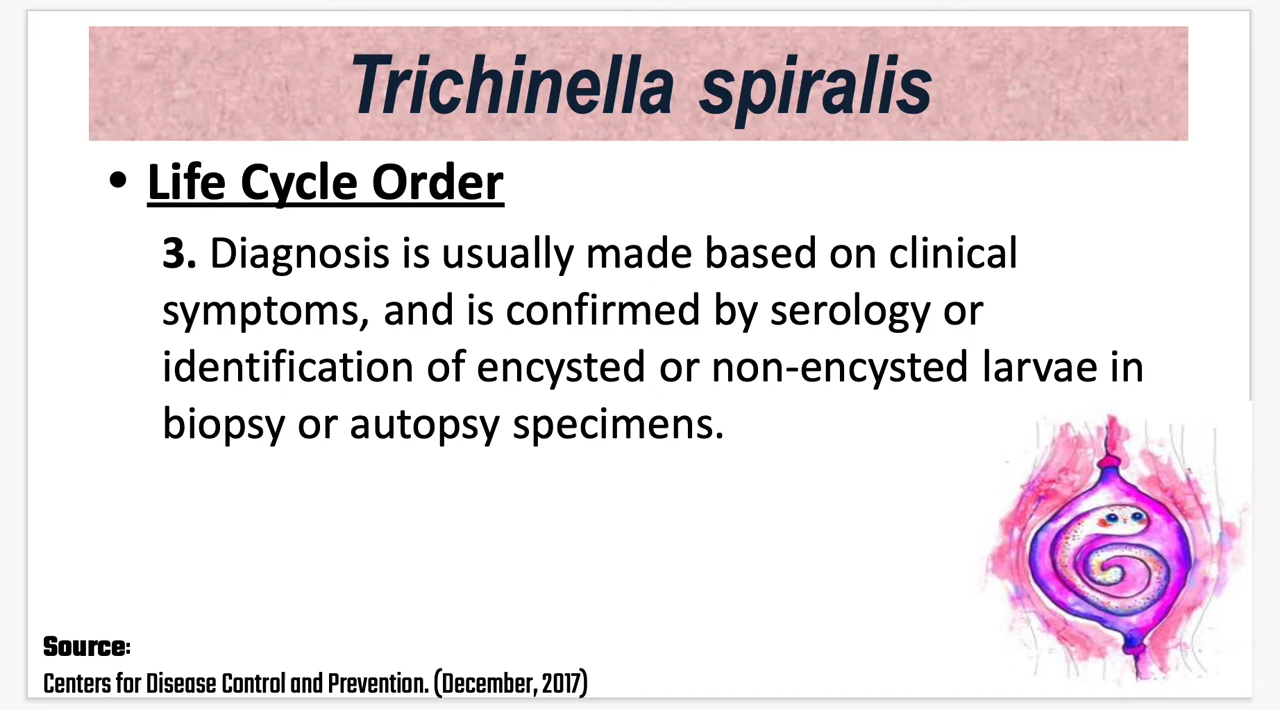 Trichinella spiralis
• Life Cycle Order
3. Diagnosis is usually made based on clinical
symptoms, and is confirmed by serology or
identification of encysted or non-encysted larvae in
biopsy or autopsy specimens.
Source:
Centers for Disease Control and Prevention. (December, 2017)